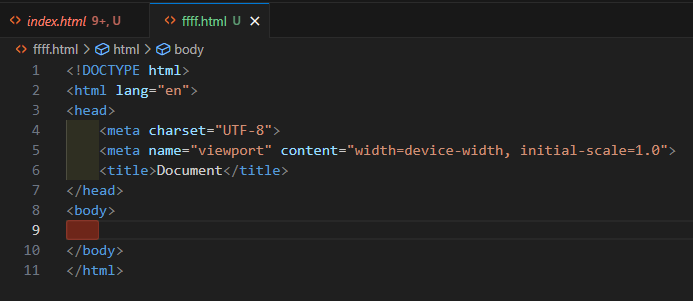 index.html 9+, U ffff.html U
ffff.html > html > body
1 <!DOCTYPE html>
2 <html lang="en">
3 <head>
4 <meta charset="UTF-8">
5 <meta name="viewport" content="width=device-width, initial-scale=1.0">
6 <title>Document</title>
7 </head>
8 <body>
9
10 </body>
11 </html>